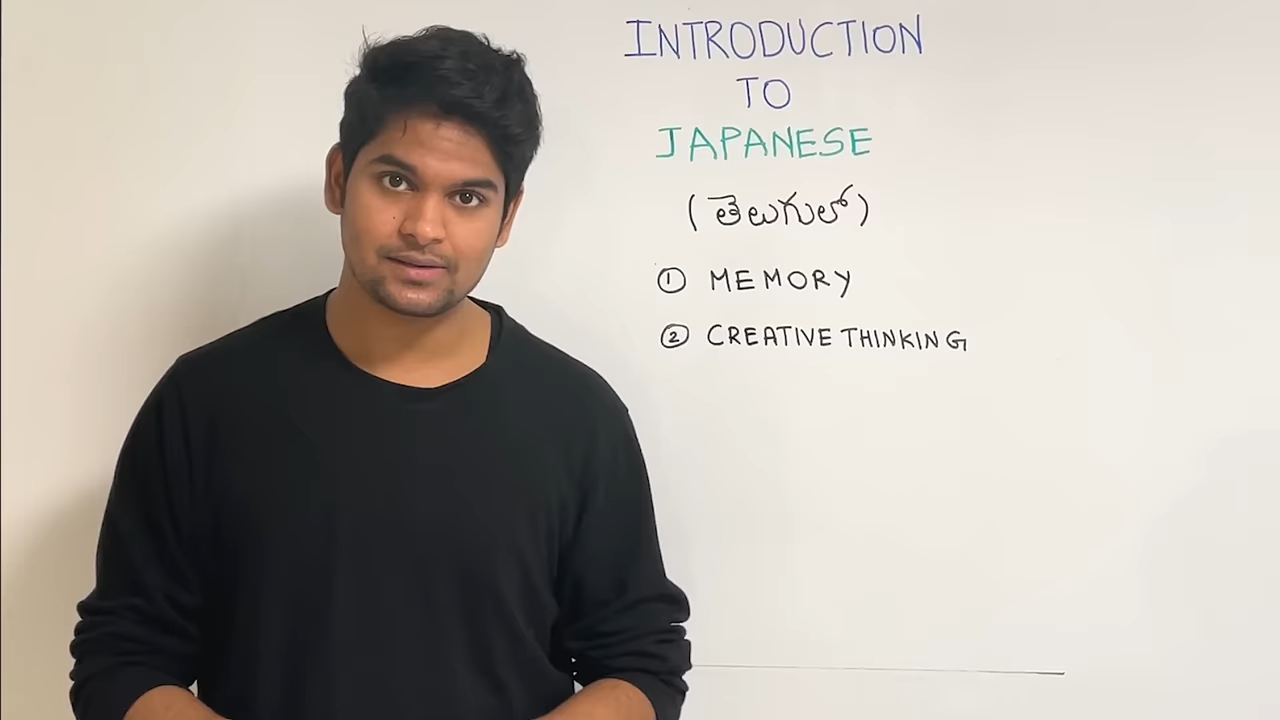 INTRODUCTION
TO
JAPANESE
(తెలుగులో)
① MEMORY
② CREATIVE THINKING